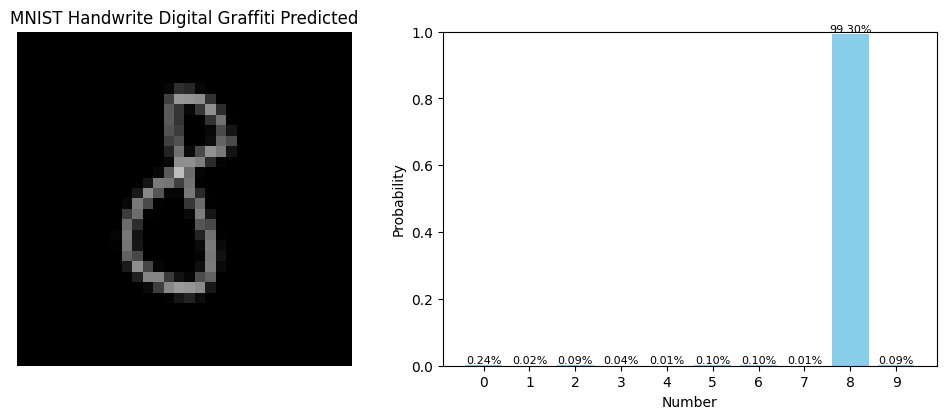 MNIST Handwrite Digital Graffiti Predicted
8
Probability
1.0
0.8
0.6
0.4
0.2
0.0
99.30%
0.24% 0.02% 0.09% 0.04% 0.01% 0.10% 0.10% 0.01% 0.09%
0 1 2 3 4 5 6 7 8 9
Number